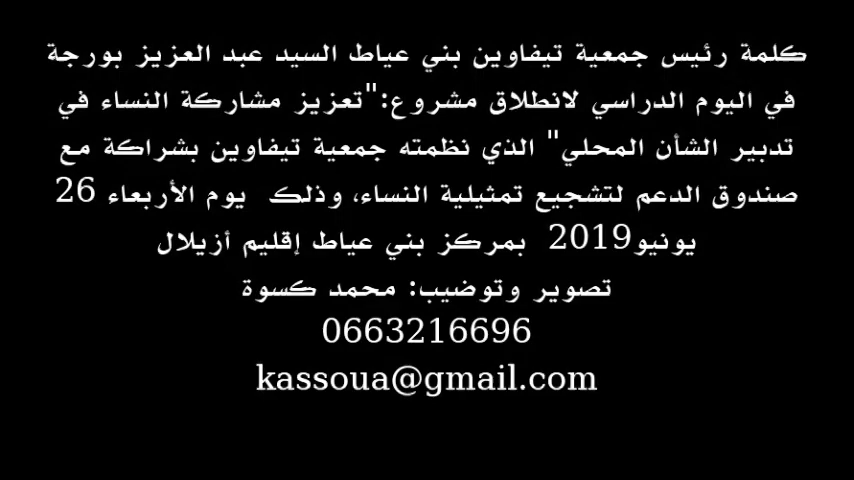 كلمة رئيس جمعية تيفاوين بني عياط السيد عبد العزيز بورجة
في اليوم الدراسي لانطلاق مشروع:"تعزيز مشاركة النساء في
تدبير الشأن المحلي" الذي نظمته جمعية تيفاوين بشراكة مع
صندوق الدعم لتشجيع تمثيلية النساء، وذلك يوم الأربعاء 26
يونيو2019 بمركز بني عياط إقليم أزيلال
تصوير وتوضيب: محمد كسوة
0663216696
kassoua@gmail.com